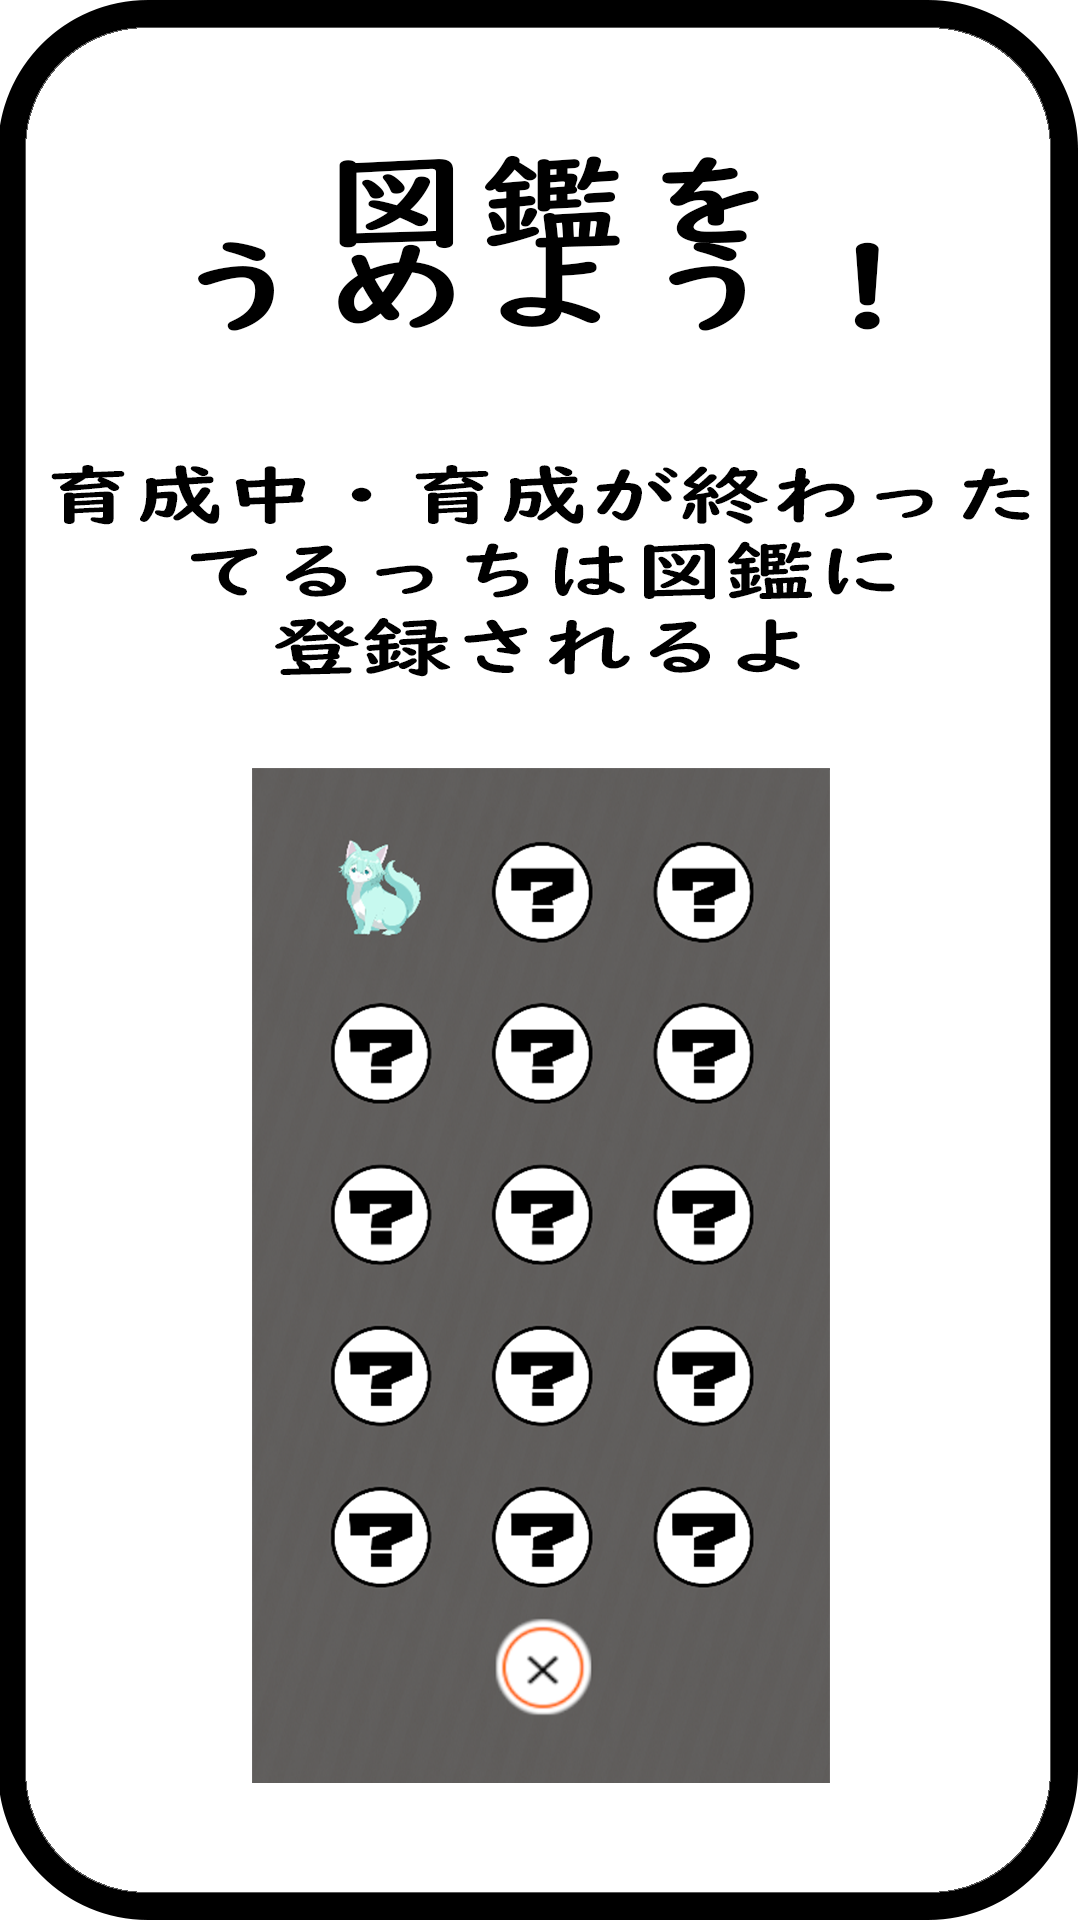 図鑑を
うめよう！
育成中・育成が終わった
てるっちは図鑑に
登録されるよ
? ?
? ? ?
? ? ?
? ? ?
? ? ?
×